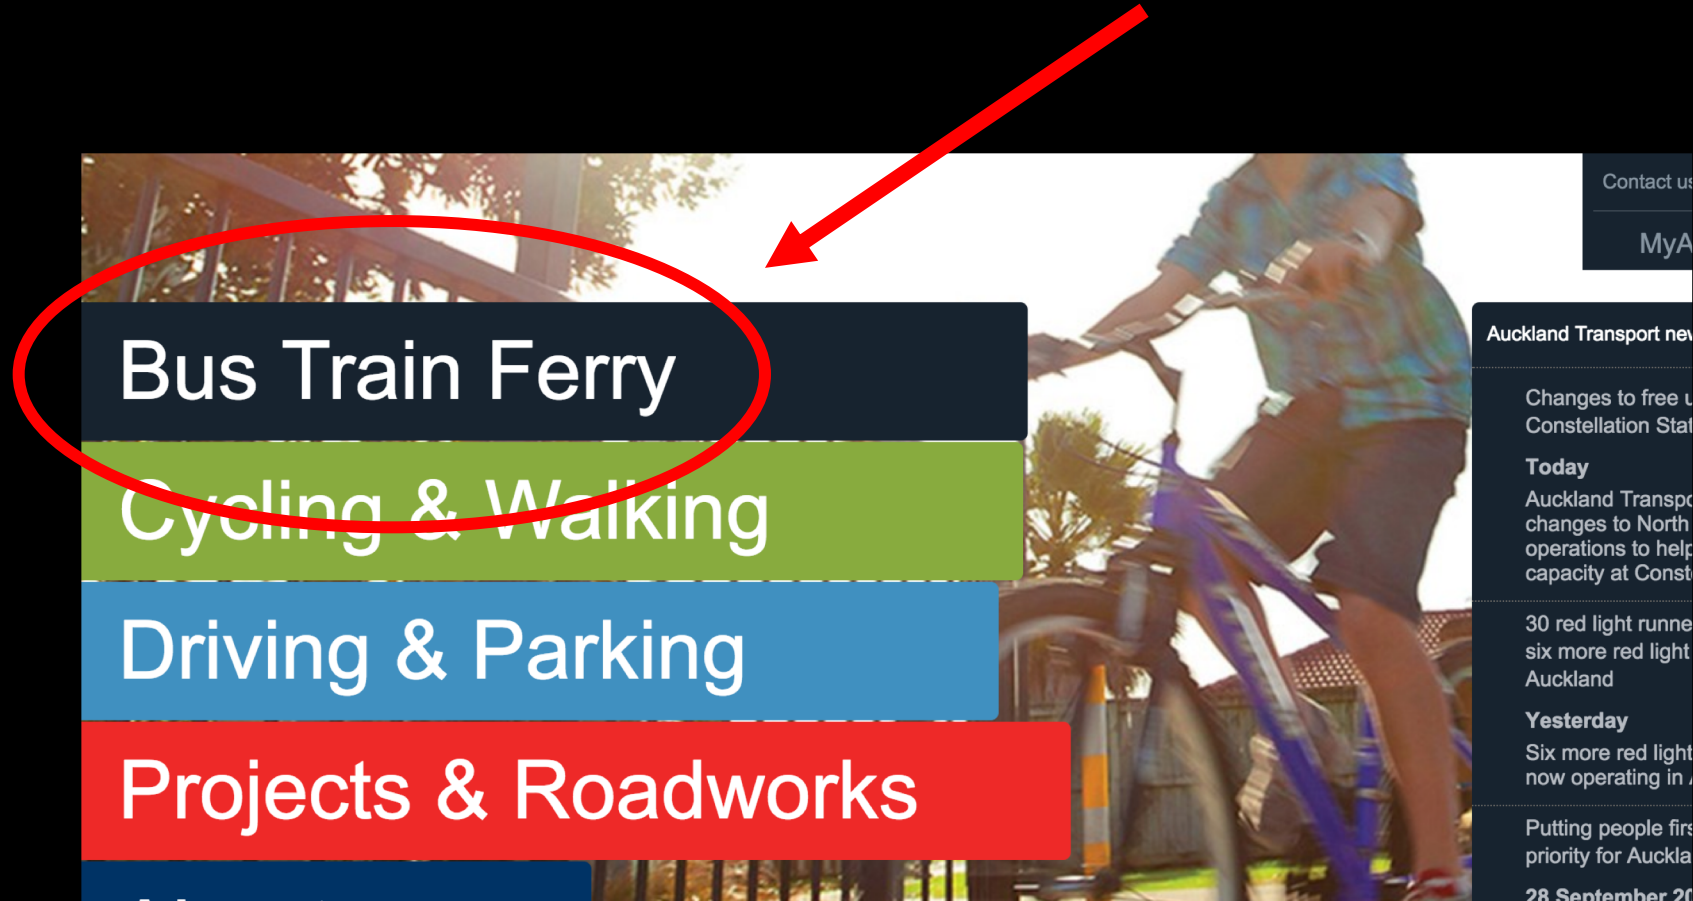 Contact
Bus Train Ferry
Cycling & Walking
Driving & Parking
Projects & Roadworks
Auckland Transport
Changes to free
Constellation
Today
Auckland
changes to North
operations to
capacity at
30 red light
six more red light
Auckland
Yesterday
Six more red light
now operating in
Putting people
priority for
28 September